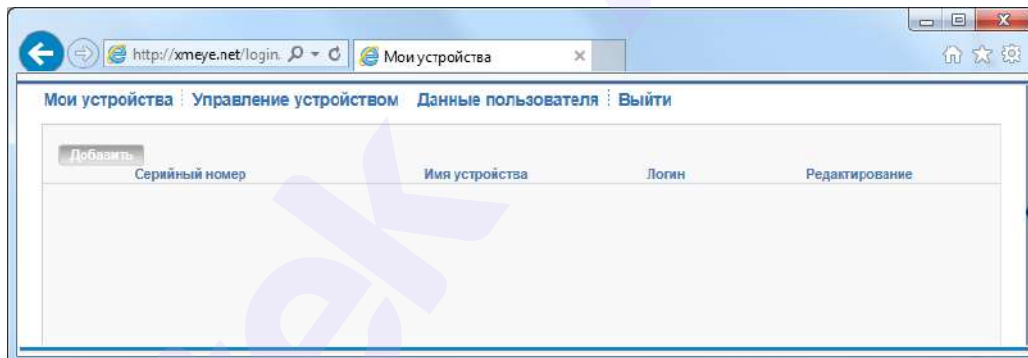 http://xmeye.net/login.
Мои устройства
Мои устройства Управление устройством Данные пользователя Выйти
Добавить
Серийный номер Имя устройства Логин Редактирование